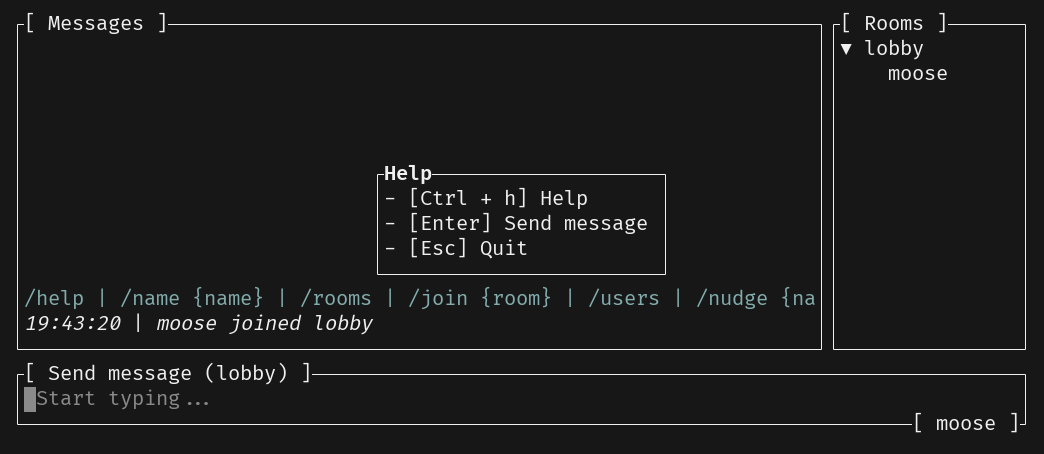 [ Messages ]
[ Rooms ]
▼ lobby
moose
Help
- [Ctrl + h] Help
- [Enter] Send message
- [Esc] Quit
/help | /name {name} | /rooms | /join {room} | /users | /nudge {na
19:43:20 | moose joined lobby
[ Send message (lobby) ]
Start typing...
[ moose ]